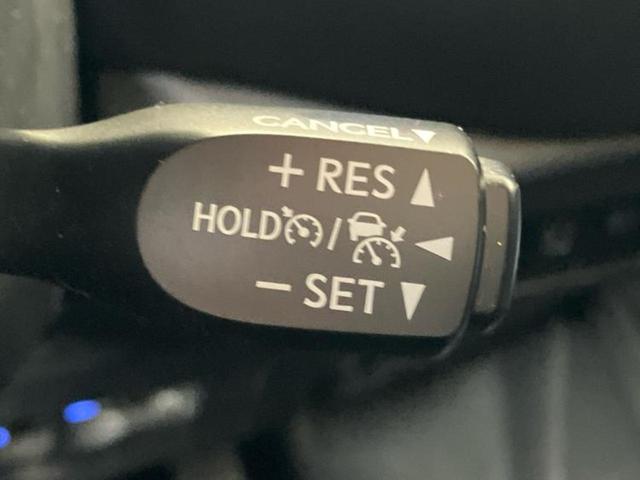 CANCEL▼
+ RES ▲
HOLD / ◄
- SET ▼